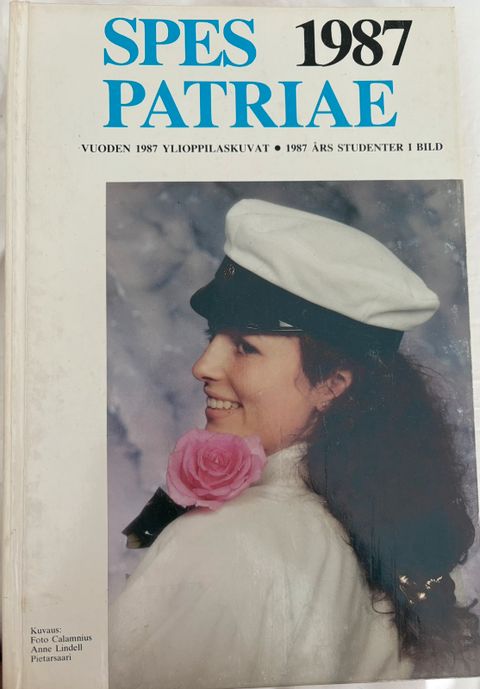 SPES 1987
PATRIAE
VUODEN 1987 YLIOPPILASKUVAT ● 1987 ÅRS STUDENTER I BILD
Kuvaus:
Foto Calamnius
Anne Lindell
Pietarsaari